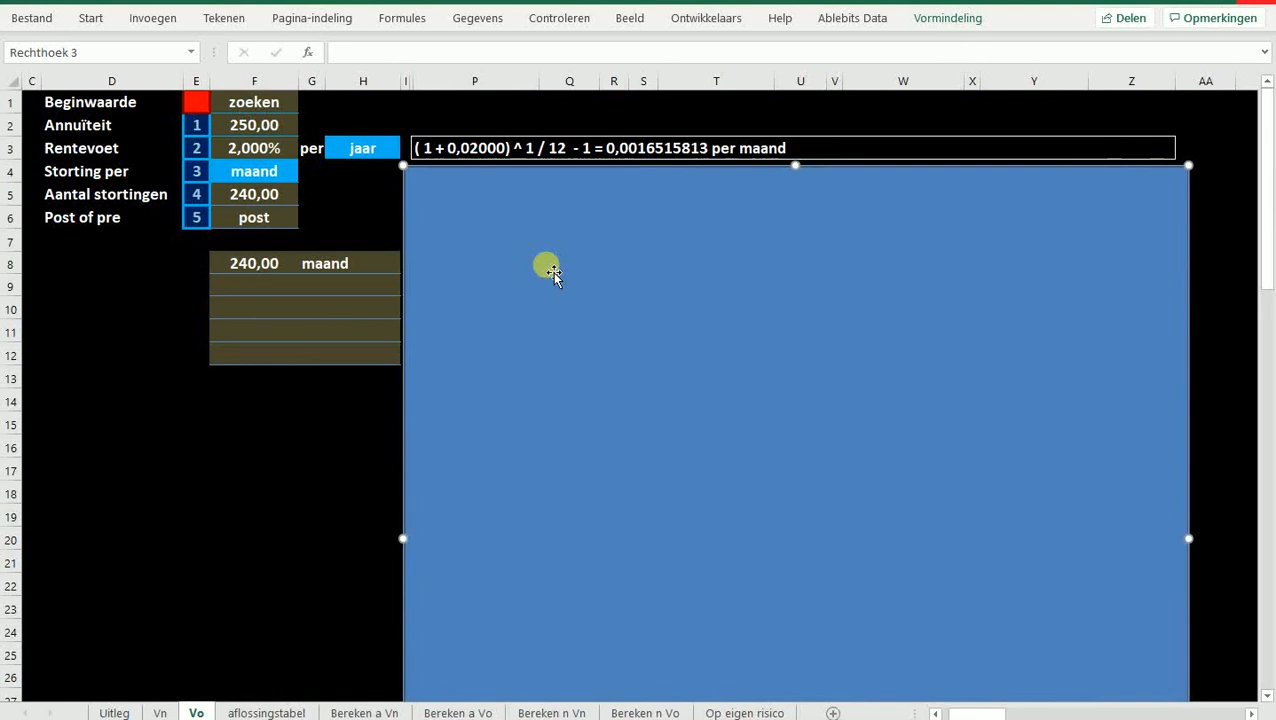 Bestand Start Invoegen Tekenen Pagina-indeling Formules Gegevens Controleren Beeld Ontwikkelaars Help Ablebits Data Vormindeling Delen Opmerkingen
Rechthoek 3 fx
C D E F G H I P Q R S T U V W X Y Z AA
1 Beginwaarde zoeken
2 Annuïteit 1 250,00
3 Rentevoet 2 2,000% per jaar ( 1 + 0,02000) ^ 1 / 12 - 1 = 0,0016515813 per maand
4 Storting per 3 maand
5 Aantal stortingen 4 240,00
6 Post of pre 5 post
7
8 240,00 maand
9
10
11
12
13
14
15
16
17
18
19
20
21
22
23
24
25
26
27
Uitleg Vn Vo aflossingstabel Bereken a Vn Bereken a Vo Bereken n Vn Bereken n Vo Op eigen risico